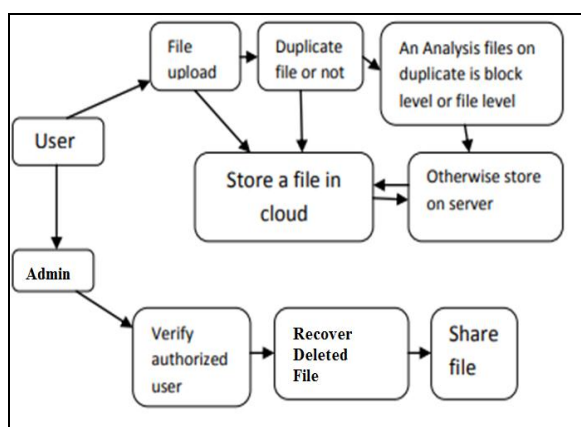 File
upload
Duplicate
file or not
An Analysis files on
duplicate is block
level or file level
User
Store a file in
cloud
Otherwise store
on server
Admin
Verify
authorized
user
Recover
Deleted
File
Share
file